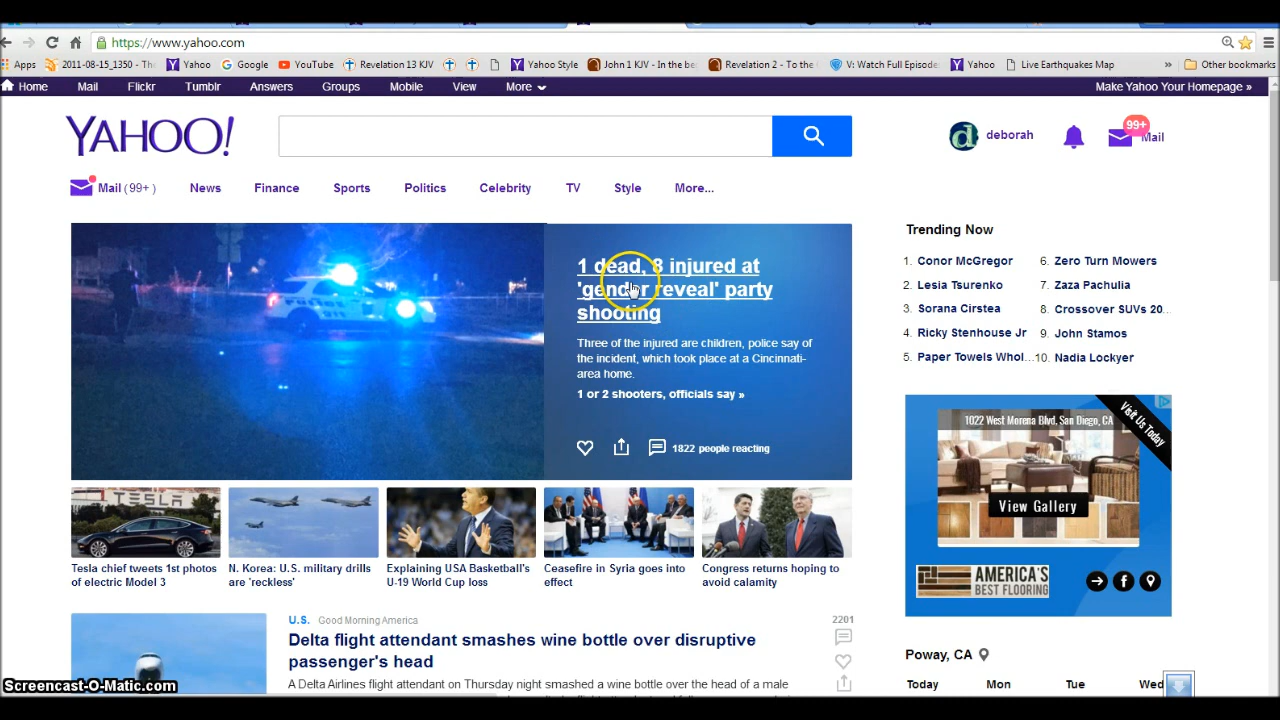 https://www.yahoo.com
Apps 2011-08-15_1350 - Th Yahoo Google YouTube Revelation 13 KJV Yahoo Style John 1 KJV - In the be Revelation 2 - To the V: Watch Full Episode Yahoo Live Earthquakes Map » Other bookmarks
Home Mail Flickr Tumblr Answers Groups Mobile View More Make Yahoo Your Homepage »
YAHOO!
deborah
99+
Mail
Mail (99+) News Finance Sports Politics Celebrity TV Style More...
1 dead, 8 injured at
'gender reveal' party
shooting
Three of the injured are children, police say of
the incident, which took place at a Cincinnati-
area home.
1 or 2 shooters, officials say »
1822 people reacting
Trending Now
1. Conor McGregor
2. Lesia Tsurenko
3. Sorana Cirstea
4. Ricky Stenhouse Jr
5. Paper Towels Whol...
6. Zero Turn Mowers
7. Zaza Pachulia
8. Crossover SUVs 20...
9. John Stamos
10. Nadia Lockyer
TESLA
Tesla chief tweets 1st photos
of electric Model 3
N. Korea: U.S. military drills
are 'reckless'
Explaining USA Basketball's
U-19 World Cup loss
Ceasefire in Syria goes into
effect
Congress returns hoping to
avoid calamity
1022 West Morena Blvd. San Diego, CA
Visit Us Today
View Gallery
AMERICA'S
BEST FLOORING
U.S. Good Morning America
2201
Delta flight attendant smashes wine bottle over disruptive
passenger's head
A Delta Airlines flight attendant on Thursday night smashed a wine bottle over the head of a male
Poway, CA
Today Mon Tue Wed
Screencast-O-Matic.com